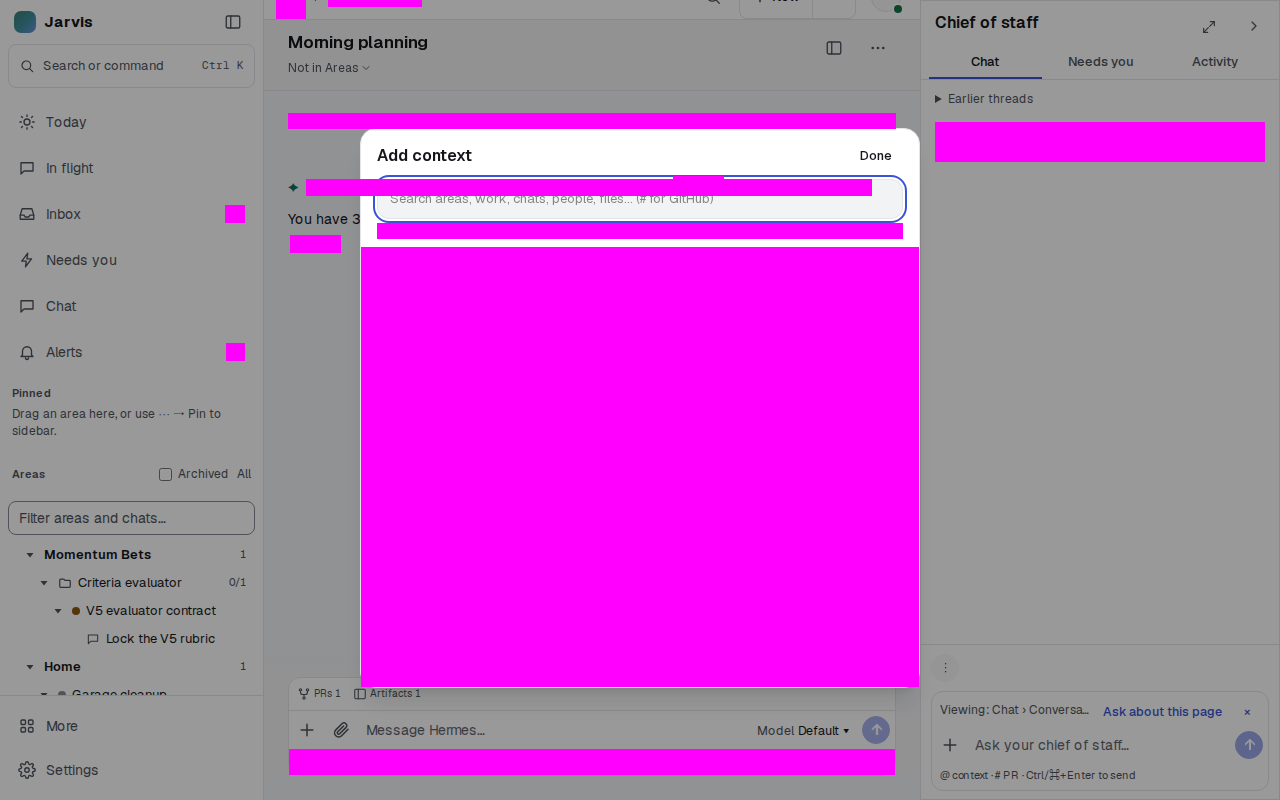 Jarvis
Search or command Ctrl K
Today
In flight
Inbox
Needs you
Chat
Alerts
Pinned
Drag an area here, or use ··· → Pin to
sidebar.
Areas Archived All
Filter areas and chats...
Momentum Bets 1
Criteria evaluator 0/1
V5 evaluator contract
Lock the V5 rubric
Home 1
Garage cleanup
More
Settings
Morning planning
Not in Areas
Add context Done
Search areas, work, chats, people, files... (# for GitHub)
You have 3
PRs 1 Artifacts 1
Message Hermes... Model Default
Chief of staff
Chat Needs you Activity
Earlier threads
Viewing: Chat › Conversa... Ask about this page ×
Ask your chief of staff...
@ context · # PR · Ctrl/⌘+Enter to send